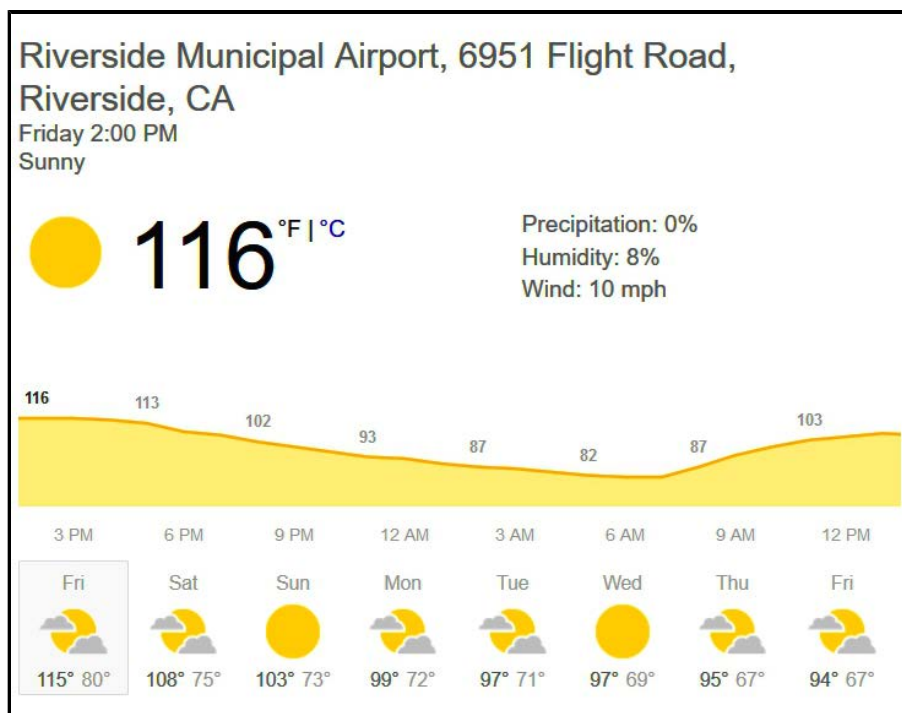 Riverside Municipal Airport, 6951 Flight Road,
Riverside, CA
Friday 2:00 PM
Sunny
116 °F | °C
Precipitation: 0%
Humidity: 8%
Wind: 10 mph
116 113 102 93 87 82 87 103
3 PM 6 PM 9 PM 12 AM 3 AM 6 AM 9 AM 12 PM
Fri Sat Sun Mon Tue Wed Thu Fri
115° 80° 108° 75° 103° 73° 99° 72° 97° 71° 97° 69° 95° 67° 94° 67°